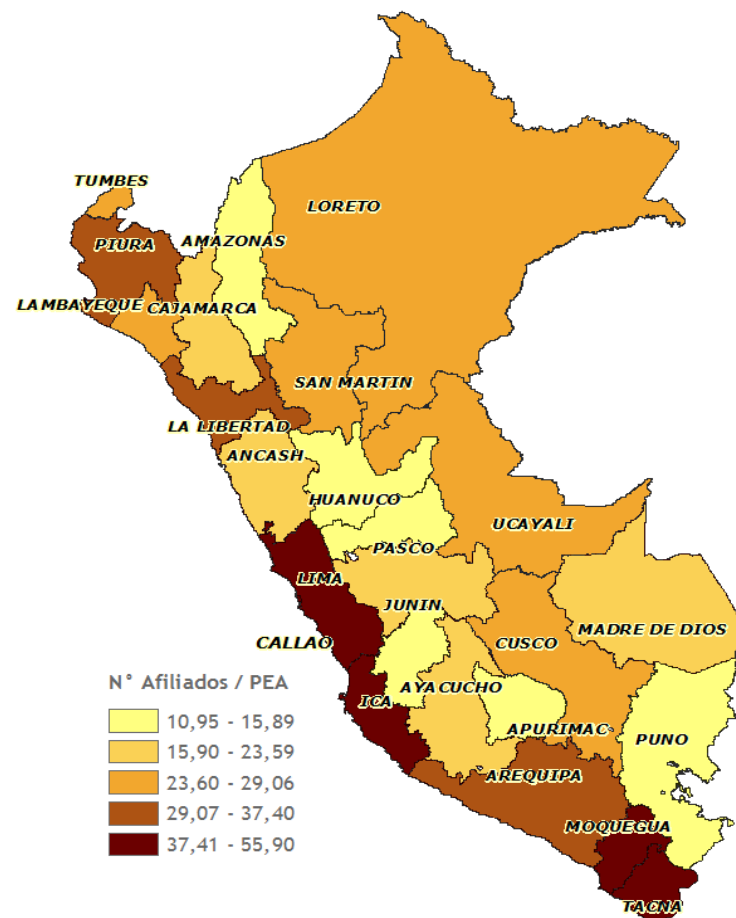 TUMBES
LORETO
PIURA
AMAZONAS
LAMBAYEQUE
CAJAMARCA
SAN MARTIN
LA LIBERTAD
ANCASH
HUANUCO
UCAYALI
PASCO
LIMA
JUNIN
MADRE DE DIOS
CALLAO
CUSCO
AYACUCHO
ICA
APURIMAC
PUNO
AREQUIPA
MOQUEGUA
TACNA
N° Afiliados / PEA
10,95 - 15,89
15,90 - 23,59
23,60 - 29,06
29,07 - 37,40
37,41 - 55,90